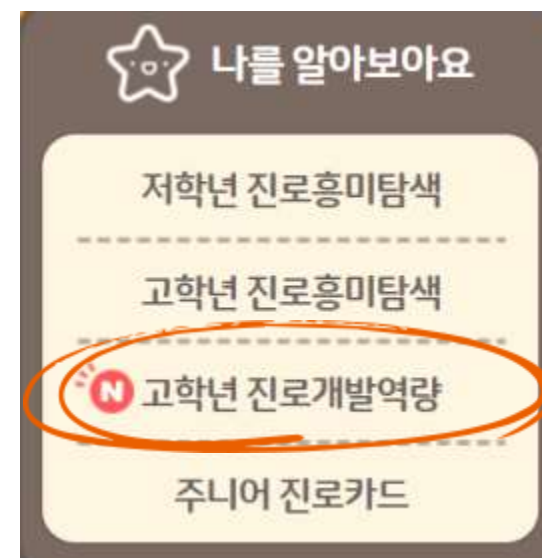 나를 알아보아요
저학년 진로흥미탐색
고학년 진로흥미탐색
N 고학년 진로개발역량
주니어 진로카드